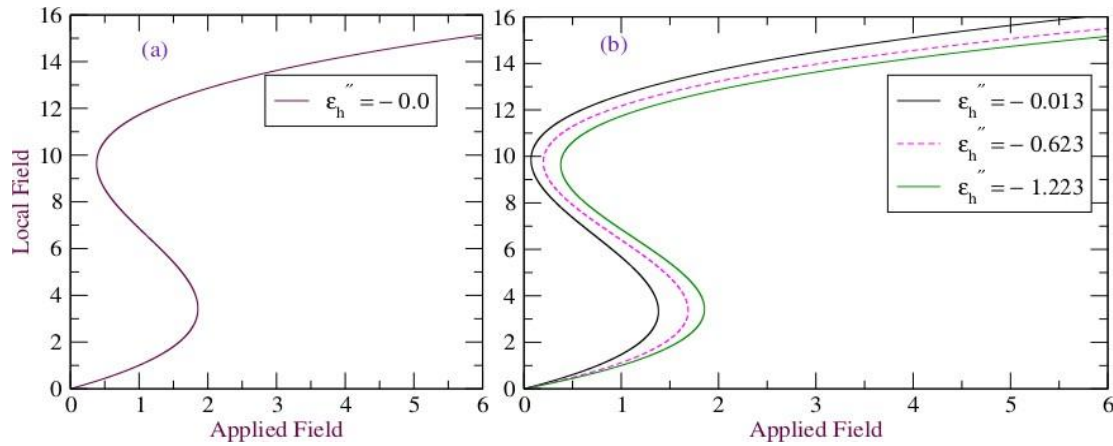 (a)
ε_h'' = − 0.0
16
14
12
10
8
6
4
2
0
Local Field
0 1 2 3 4 5 6
Applied Field
(b)
ε_h'' = − 0.013
ε_h'' = − 0.623
ε_h'' = − 1.223
16
14
12
10
8
6
4
2
0
0 1 2 3 4 5 6
Applied Field